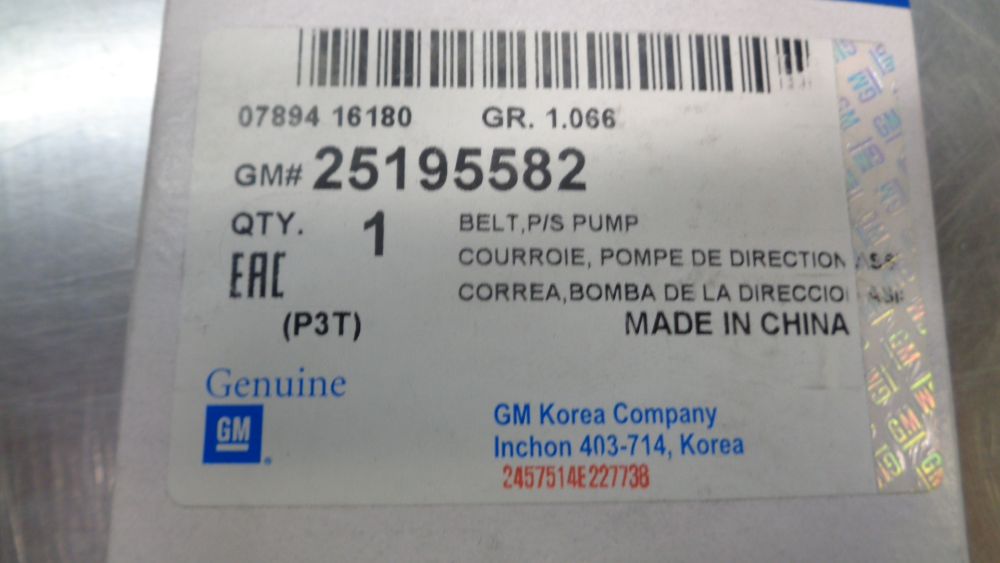 07894 16180 GR. 1.066
GM# 25195582
QTY. 1 BELT,P/S PUMP
COURROIE, POMPE DE DIRECTION
EAC CORREA,BOMBA DE LA DIRECCIO
(P3T) MADE IN CHINA
Genuine
GM
GM Korea Company
Inchon 403-714, Korea
2457514E227738